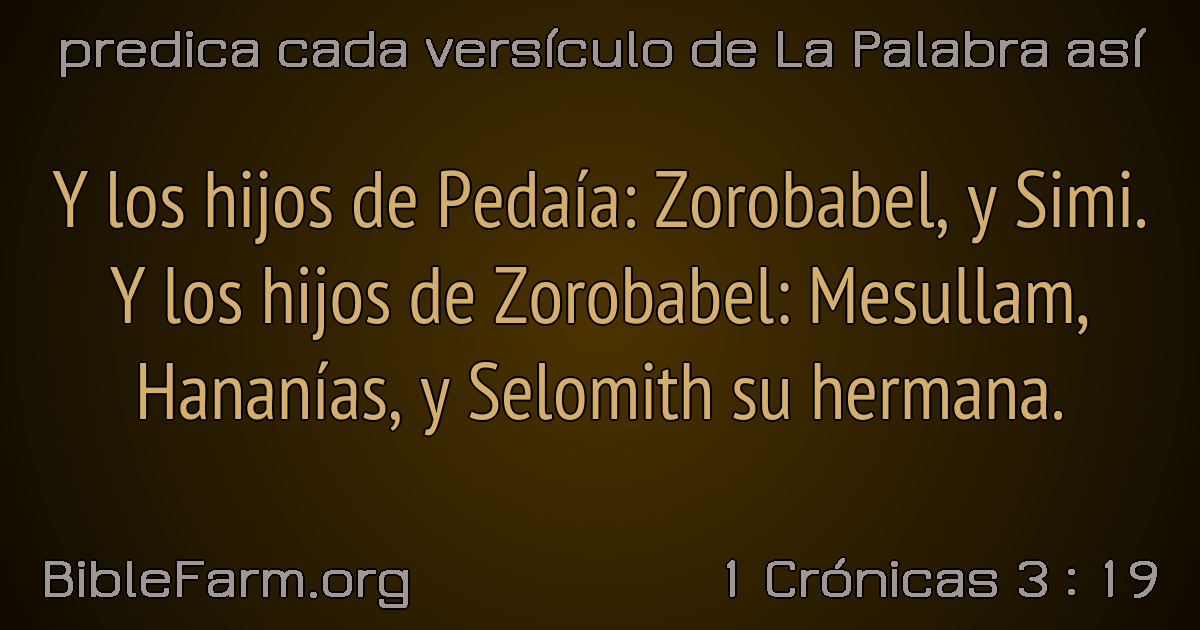 predica cada versículo de La Palabra así
Y los hijos de Pedaía: Zorobabel, y Simi.
Y los hijos de Zorobabel: Mesullam,
Hananías, y Selomith su hermana.
BibleFarm.org
1 Crónicas 3 : 19